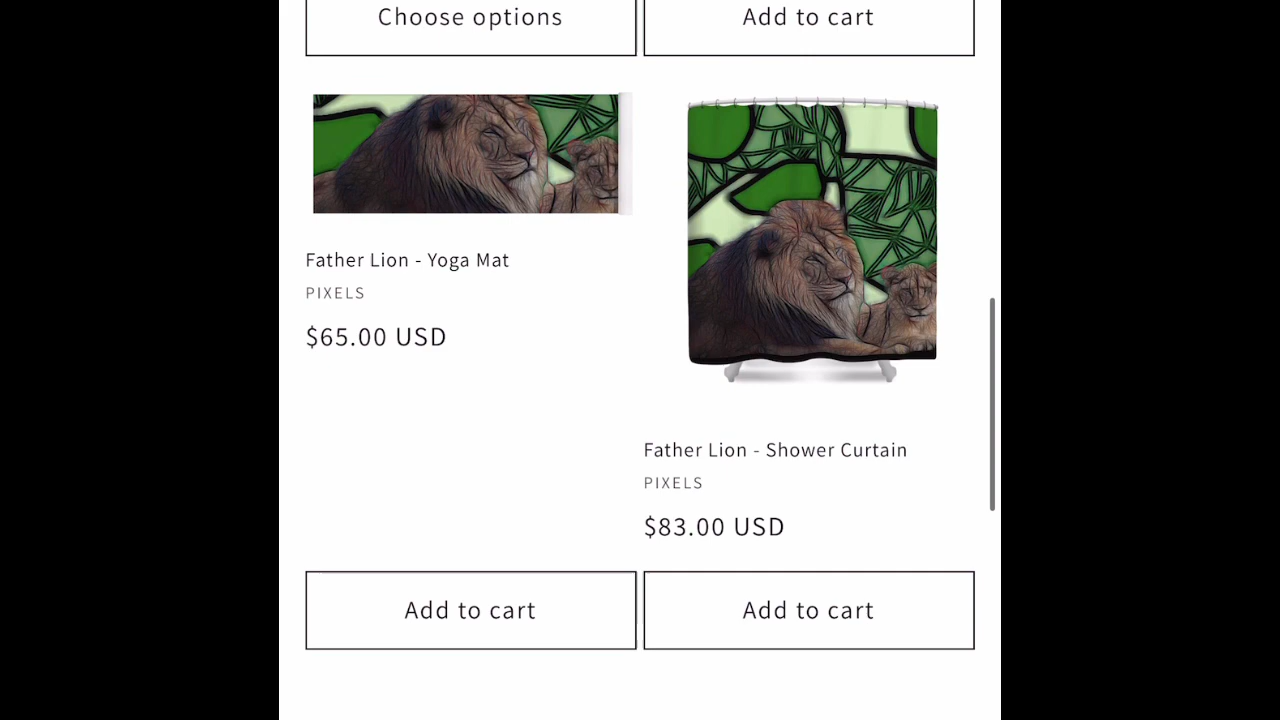 Choose options
Add to cart
Father Lion - Yoga Mat
PIXELS
$65.00 USD
Father Lion - Shower Curtain
PIXELS
$83.00 USD
Add to cart
Add to cart